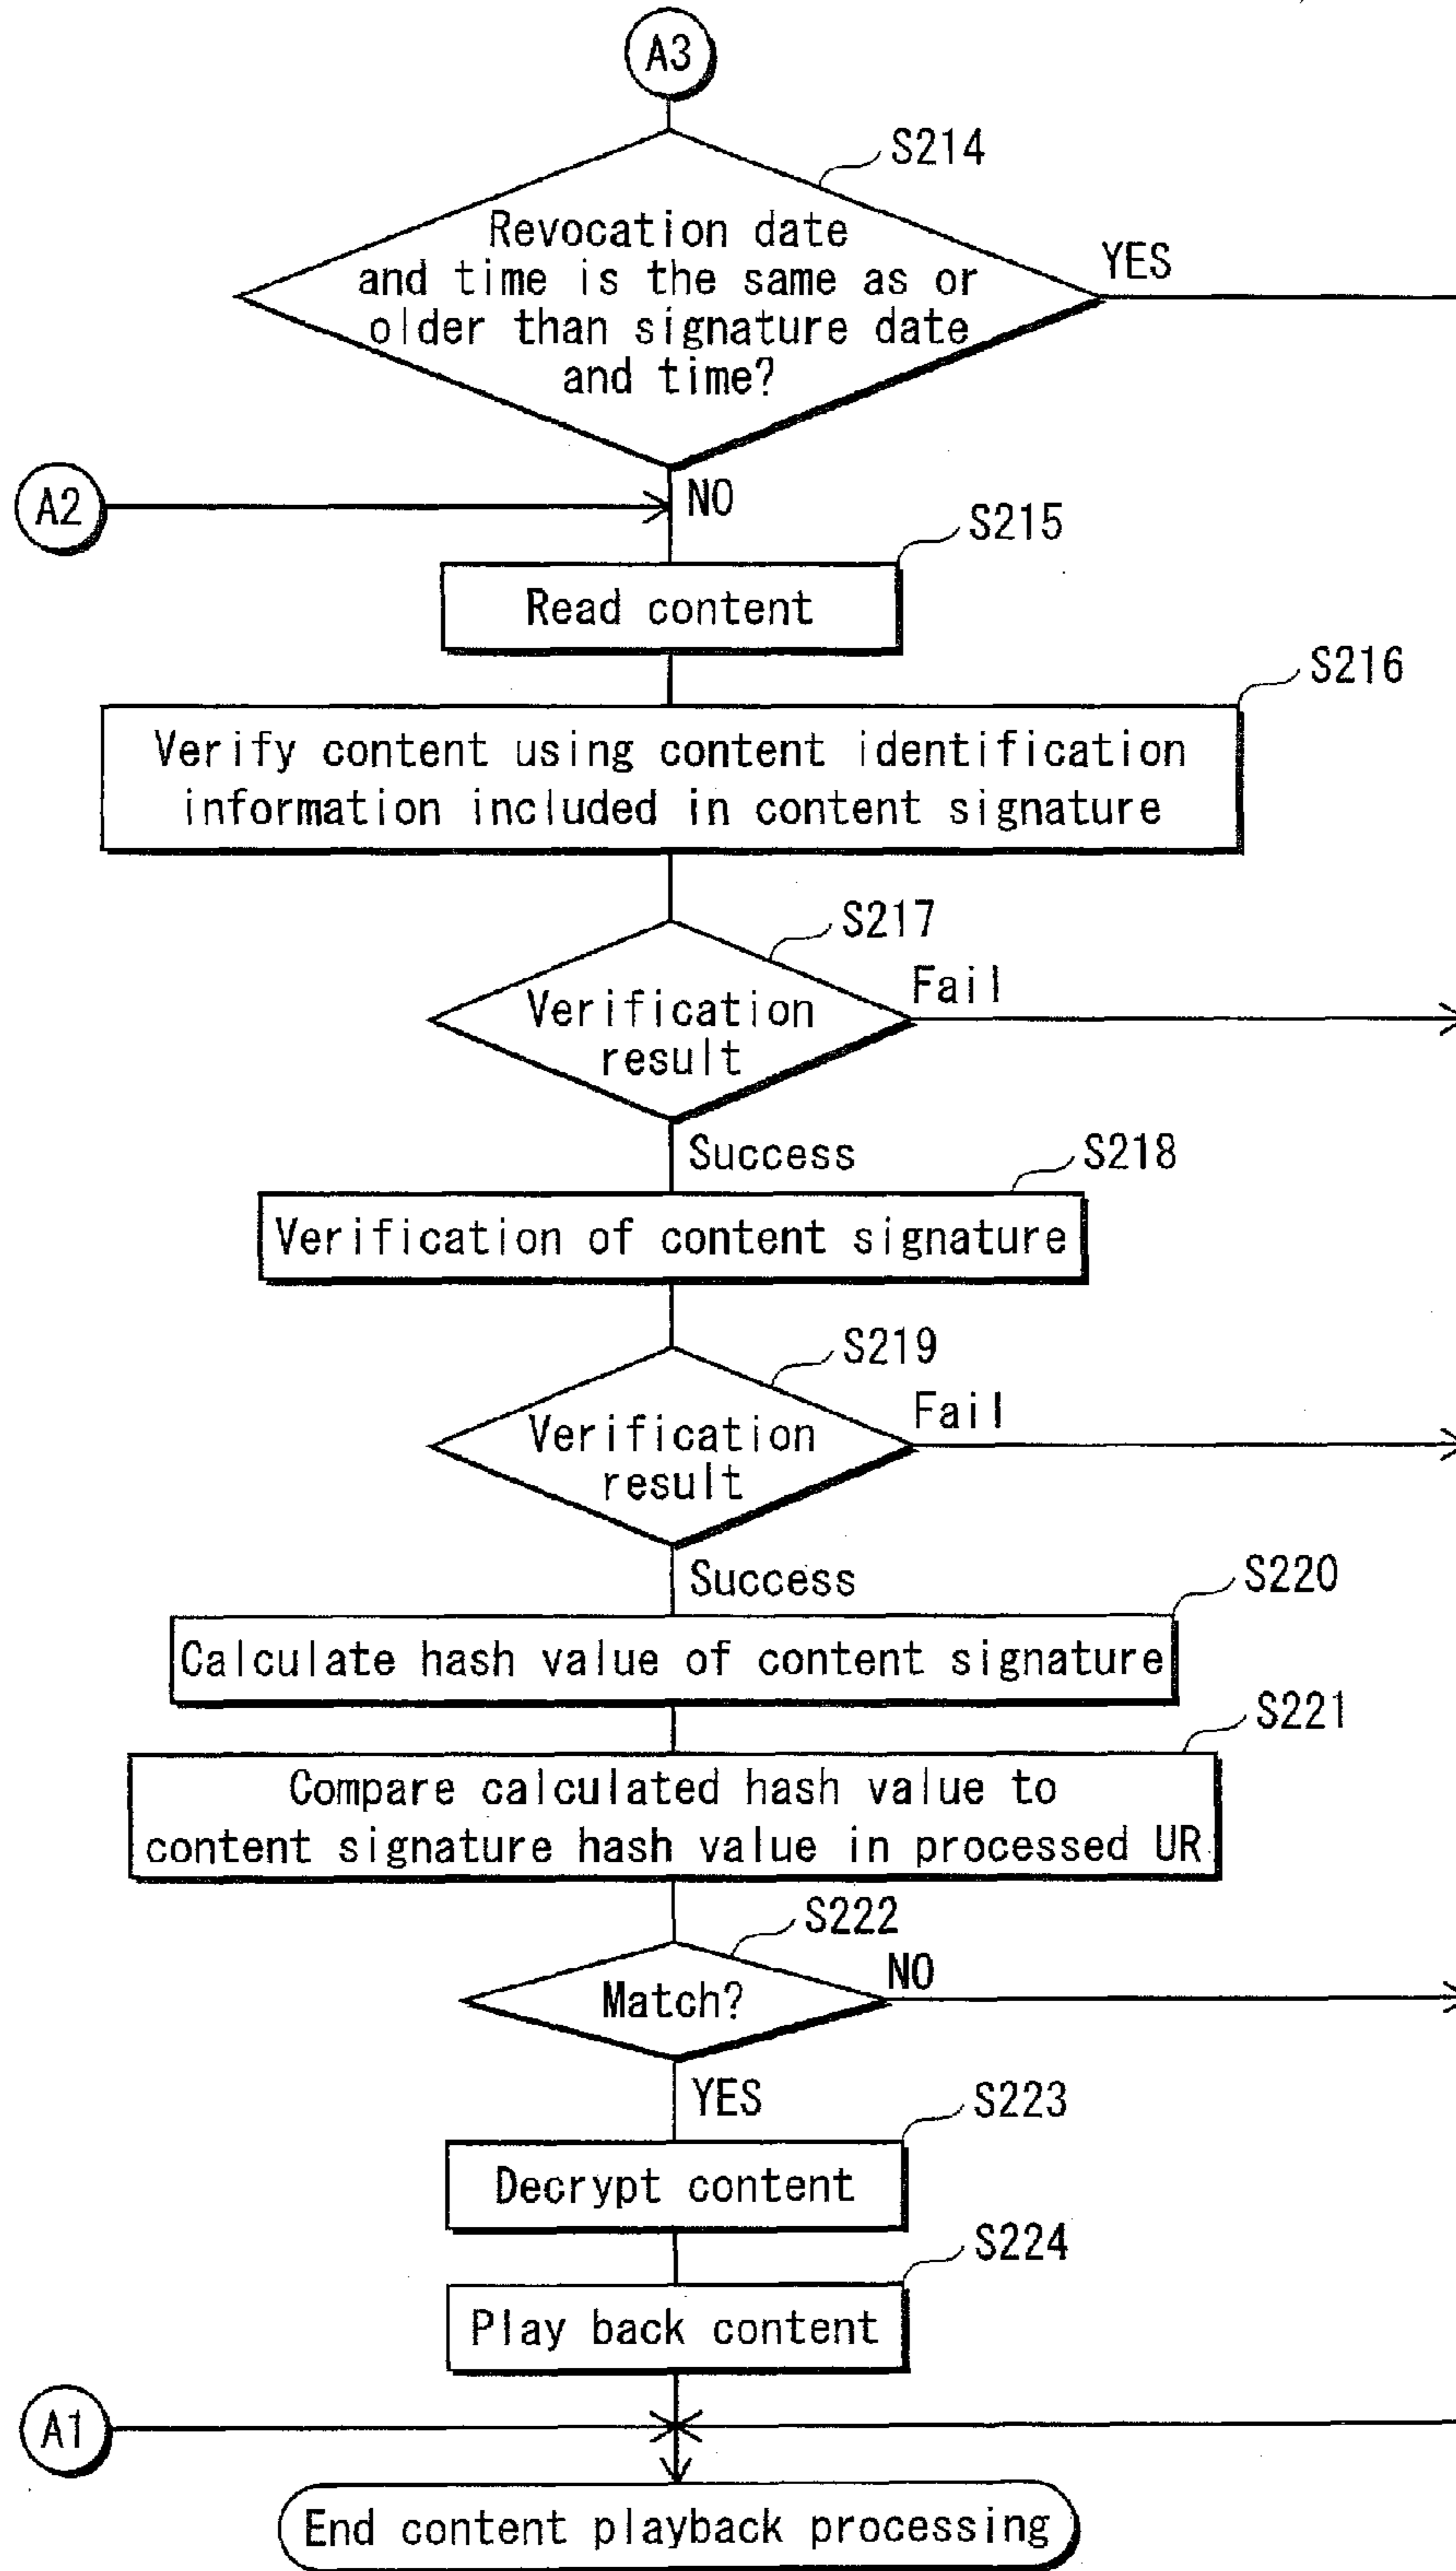 A3
S214
Revocation date
and time is the same as or
older than signature date
and time?
YES
A2
NO
S215
Read content
S216
Verify content using content identification
information included in content signature
S217
Verification
result
Fail
Success
S218
Verification of content signature
S219
Verification
result
Fail
Success
S220
Calculate hash value of content signature
S221
Compare calculated hash value to
content signature hash value in processed UR
S222
Match?
NO
YES
S223
Decrypt content
S224
Play back content
A1
End content playback processing